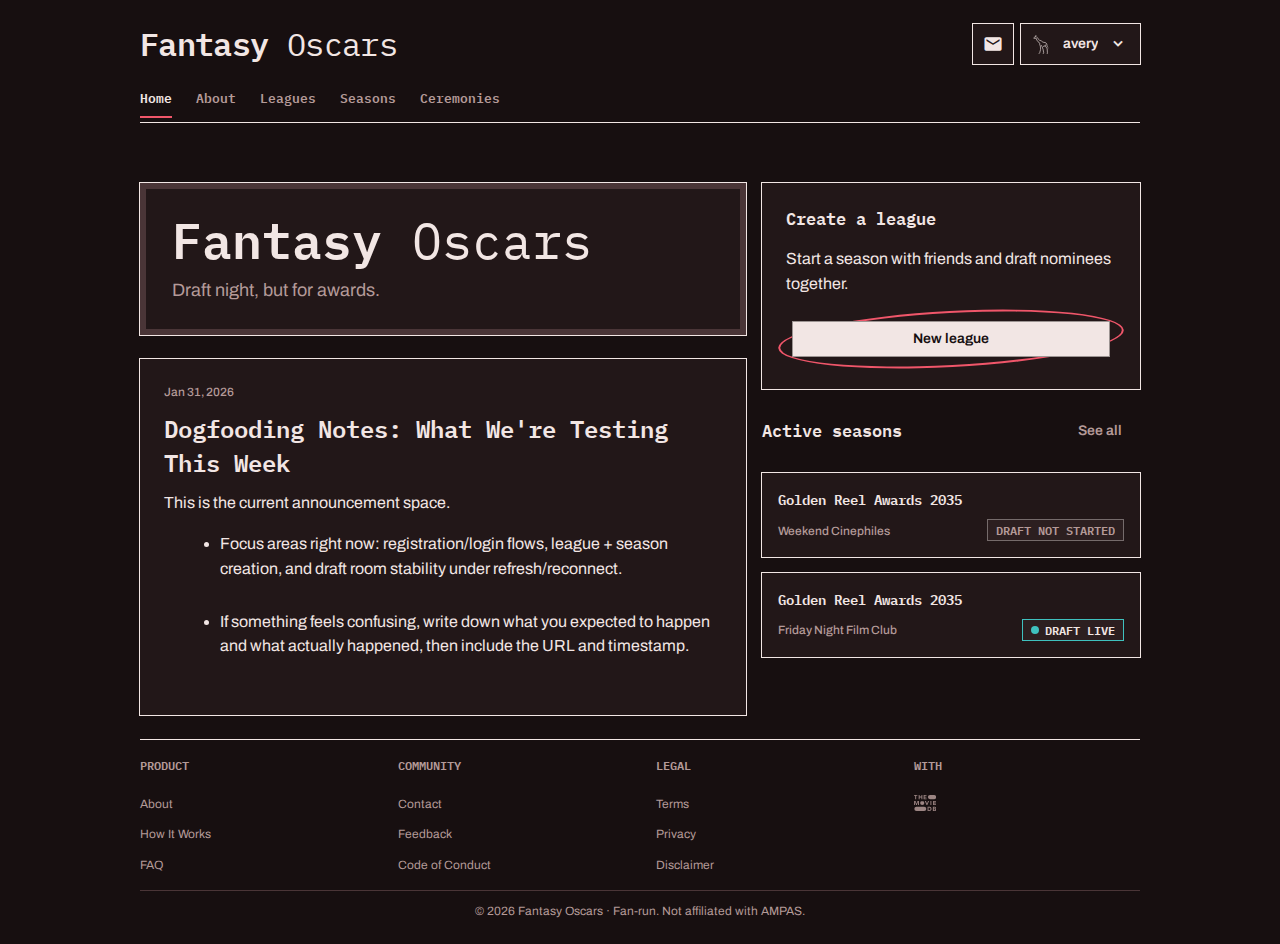 Fantasy Oscars
avery
Home About Leagues Seasons Ceremonies
Fantasy Oscars
Draft night, but for awards.
Jan 31, 2026
Dogfooding Notes: What We're Testing
This Week
This is the current announcement space.
Focus areas right now: registration/login flows, league + season
creation, and draft room stability under refresh/reconnect.
If something feels confusing, write down what you expected to happen
and what actually happened, then include the URL and timestamp.
Create a league
Start a season with friends and draft nominees
together.
New league
Active seasons
See all
Golden Reel Awards 2035
Weekend Cinephiles
DRAFT NOT STARTED
Golden Reel Awards 2035
Friday Night Film Club
DRAFT LIVE
PRODUCT
About
How It Works
FAQ
COMMUNITY
Contact
Feedback
Code of Conduct
LEGAL
Terms
Privacy
Disclaimer
WITH
THE
MOVIE
DB
© 2026 Fantasy Oscars · Fan-run. Not affiliated with AMPAS.